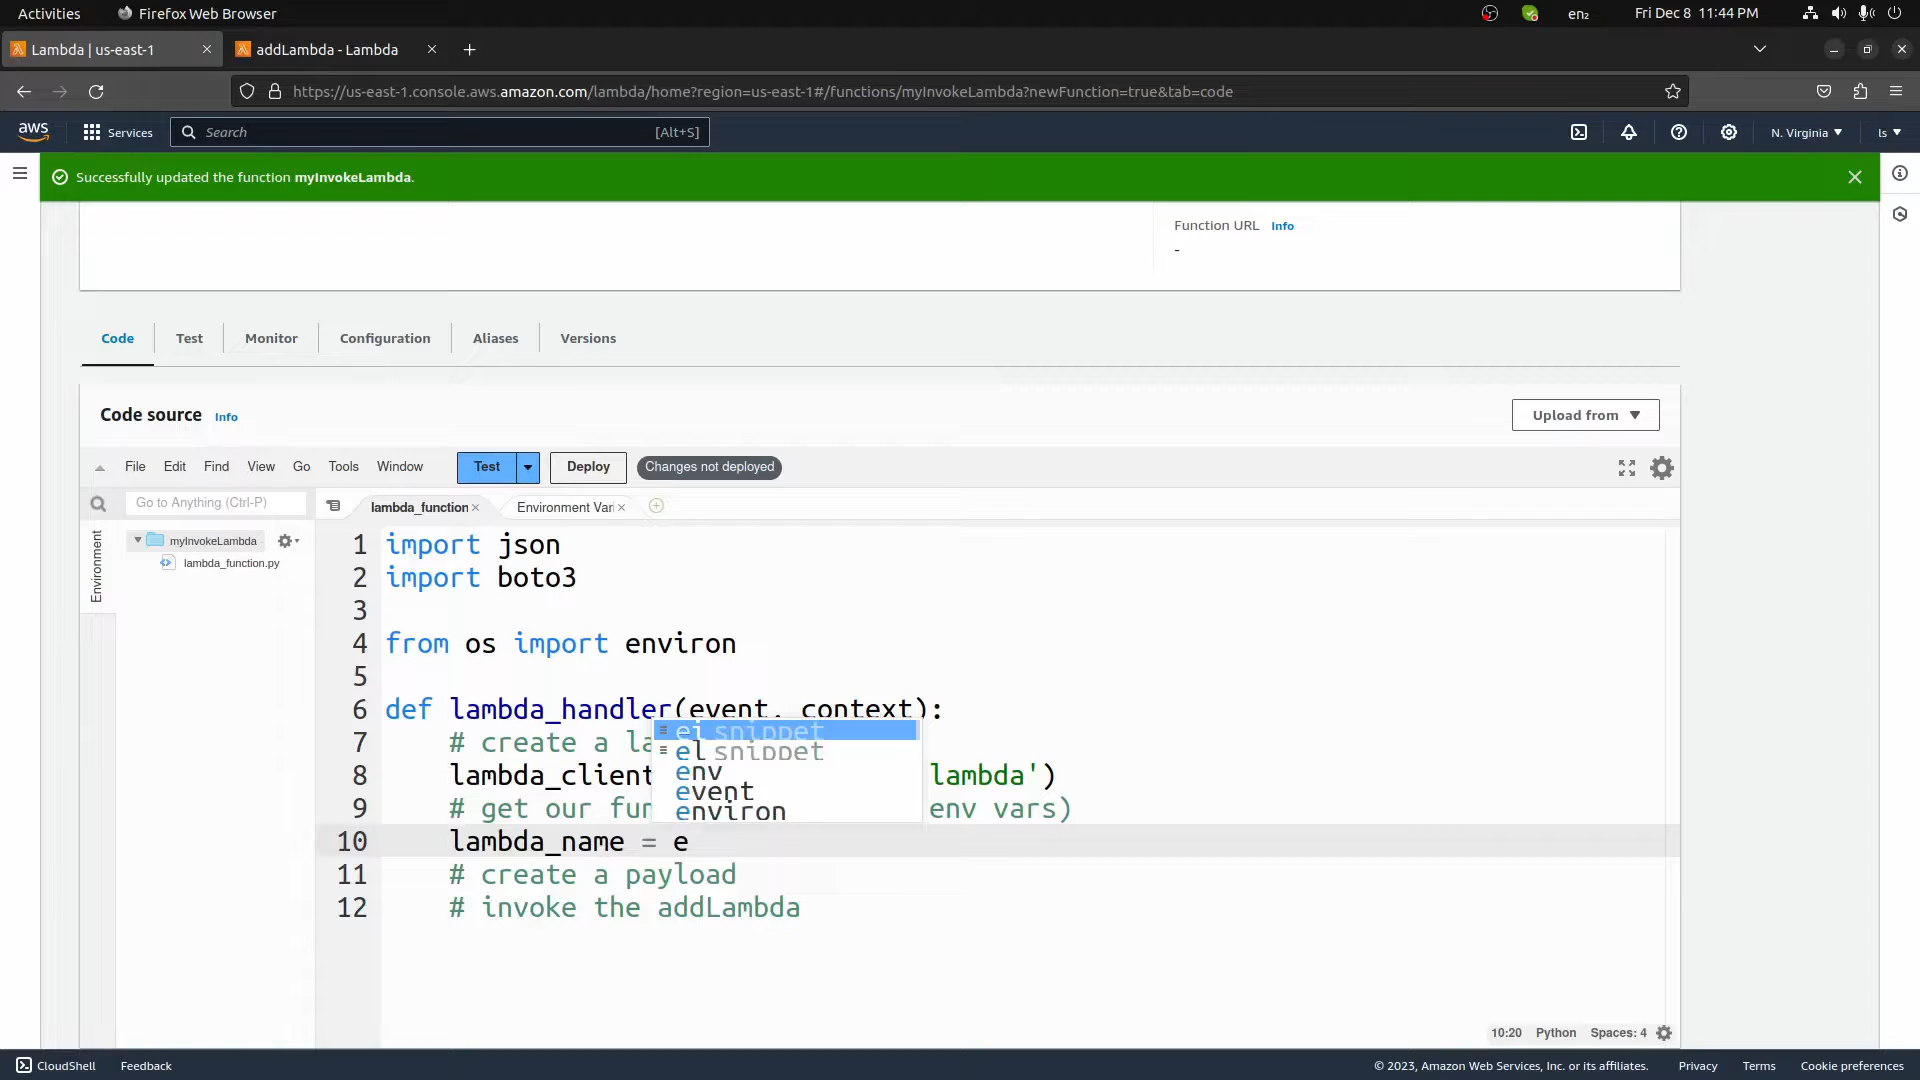 Activities Firefox Web Browser en₂ Fri Dec 8 11:44 PM
Lambda | us-east-1 addLambda - Lambda
https://us-east-1.console.aws.amazon.com/lambda/home?region=us-east-1#/functions/myInvokeLambda?newFunction=true&tab=code
aws Services Search [Alt+S] N. Virginia ls
Successfully updated the function myInvokeLambda.
Function URL Info
-
Code Test Monitor Configuration Aliases Versions
Code source Info Upload from
File Edit Find View Go Tools Window Test Deploy Changes not deployed
Go to Anything (Ctrl-P) lambda_function Environment Vari
Environment
myInvokeLambda
lambda_function.py
1 import json
2 import boto3
3
4 from os import environ
5
6 def lambda_handler(event, context):
7 # create a la
8 lambda_client lambda')
9 # get our fun env vars)
10 lambda_name = e
11 # create a payload
12 # invoke the addLambda
ei snippet
el snippet
env
event
environ
10:20 Python Spaces: 4
CloudShell Feedback © 2023, Amazon Web Services, Inc. or its affiliates. Privacy Terms Cookie preferences